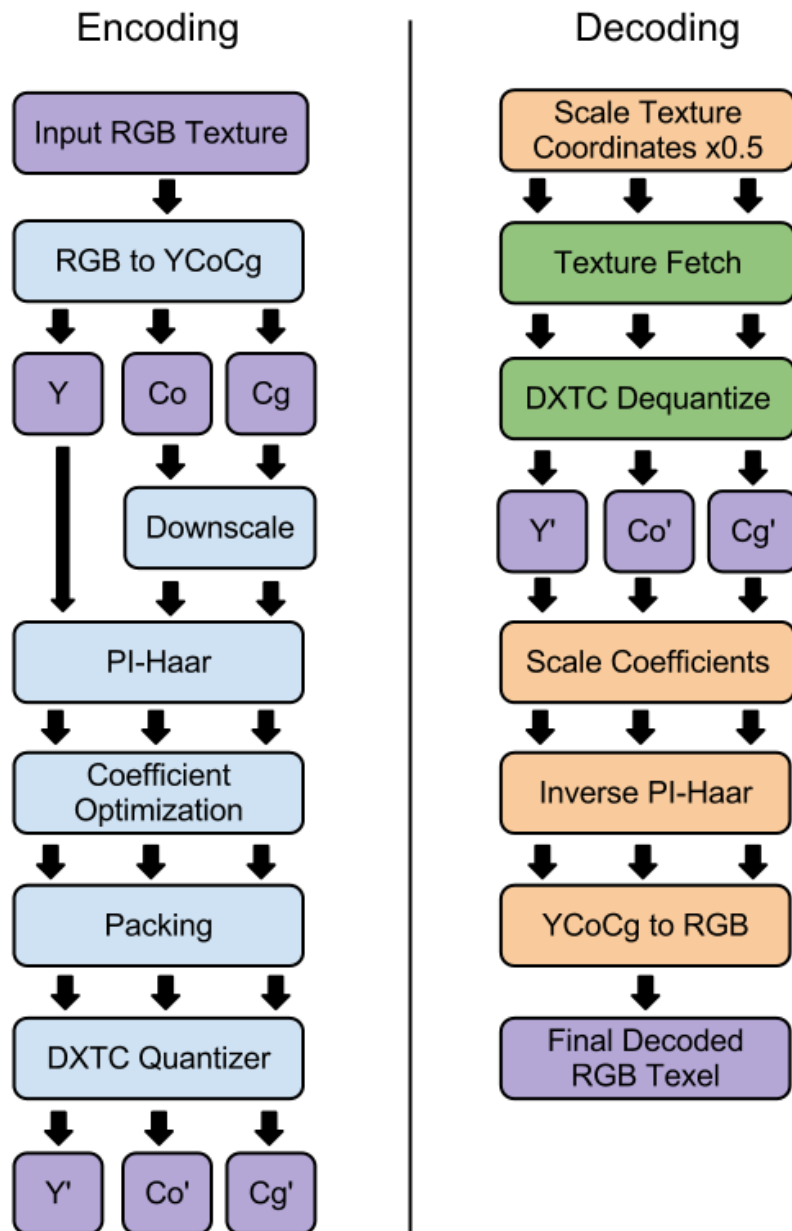 Encoding
Input RGB Texture
RGB to YCoCg
Y
Co
Cg
Downscale
PI-Haar
Coefficient
Optimization
Packing
DXTC Quantizer
Y'
Co'
Cg'
Decoding
Scale Texture
Coordinates x0.5
Texture Fetch
DXTC Dequantize
Y'
Co'
Cg'
Scale Coefficients
Inverse PI-Haar
YCoCg to RGB
Final Decoded
RGB Texel